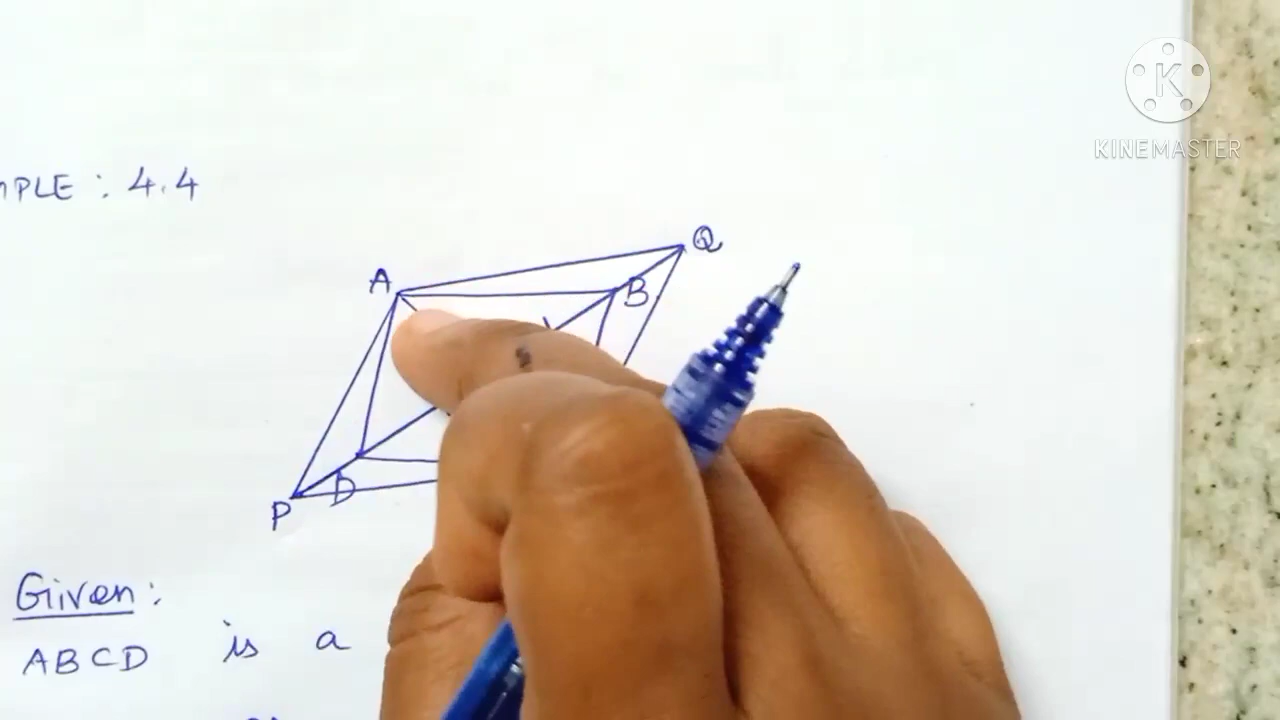 MPLE : 4.4
Q
A
B
D
P
Given :
ABCD is a
K
KINEMASTER